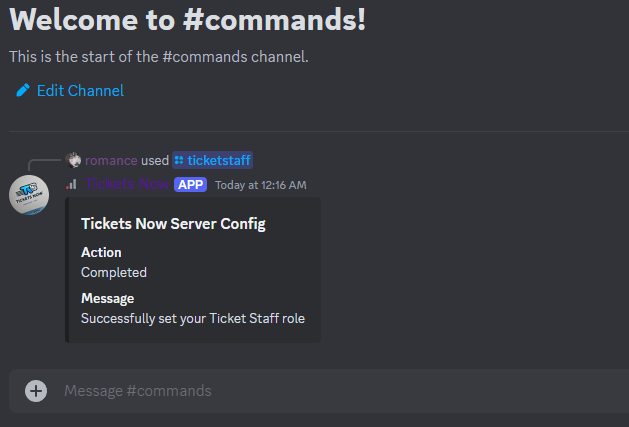 Welcome to #commands!
This is the start of the #commands channel.
Edit Channel
romance used ticketstaff
Tickets Now APP Today at 12:16 AM
Tickets Now Server Config
Action
Completed
Message
Successfully set your Ticket Staff role
Message #commands